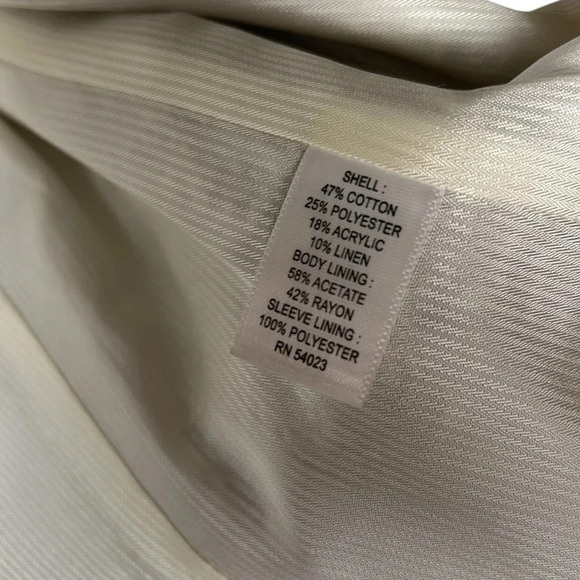 SHELL :
47% COTTON
25% POLYESTER
18% ACRYLIC
10% LINEN
BODY LINING :
58% ACETATE
42% RAYON
SLEEVE LINING :
100% POLYESTER
RN 54023